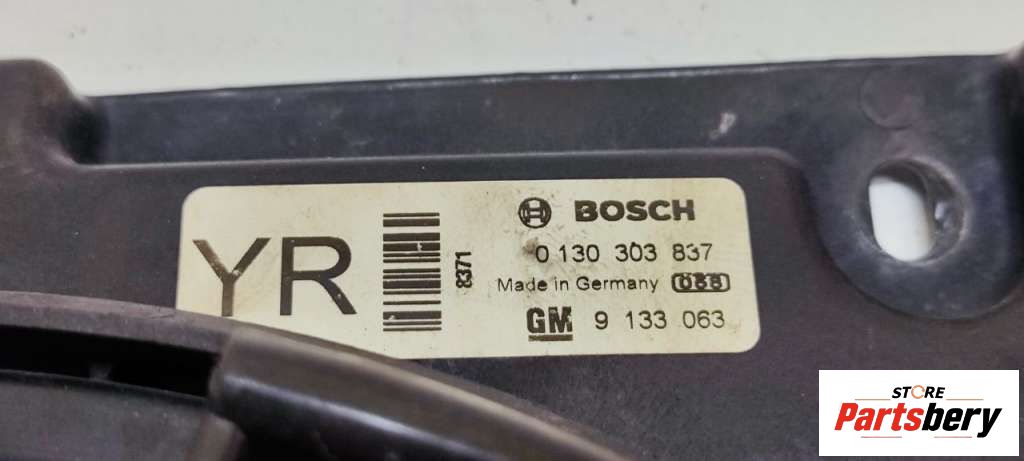 YR
8371
BOSCH
0 130 303 837
Made in Germany 088
GM 9 133 063
STORE
Partsbery